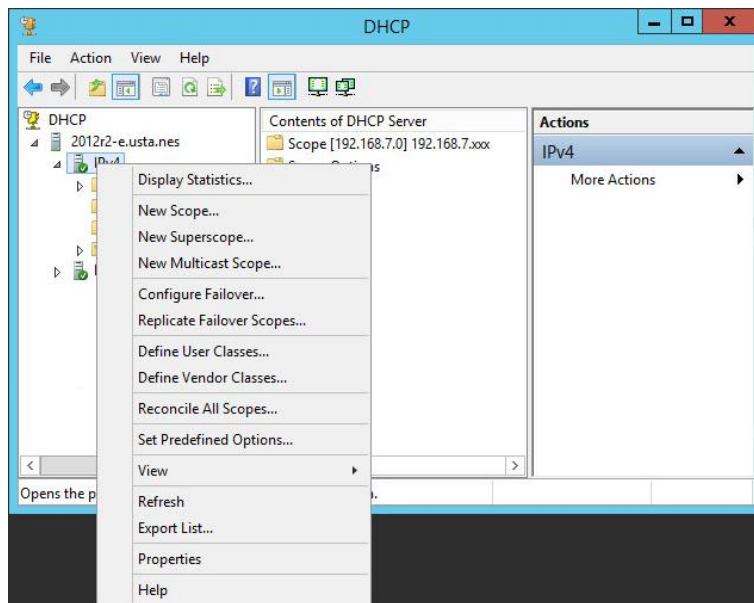 DHCP
File Action View Help
DHCP
2012r2-e.usta.nes
IPv4
Contents of DHCP Server
Scope [192.168.7.0] 192.168.7.xxx
Actions
IPv4
More Actions
Display Statistics...
New Scope...
New Superscope...
New Multicast Scope...
Configure Failover...
Replicate Failover Scopes...
Define User Classes...
Define Vendor Classes...
Reconcile All Scopes...
Set Predefined Options...
View
Refresh
Export List...
Properties
Help
Opens the p